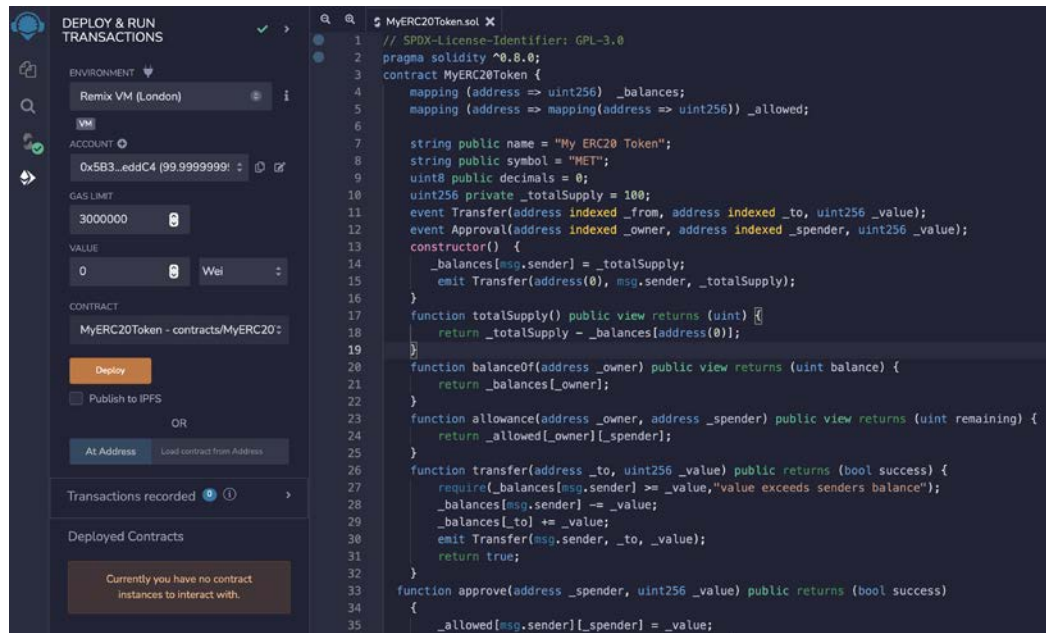 DEPLOY & RUN
TRANSACTIONS
ENVIRONMENT
Remix VM (London)
VM
ACCOUNT
0x5B3...eddC4 (99.9999999
GAS LIMIT
3000000
VALUE
0
Wei
CONTRACT
MyERC20Token - contracts/MyERC20
Deploy
Publish to IPFS
OR
At Address
Load contract from Address
Transactions recorded 0
Deployed Contracts
Currently you have no contract
instances to interact with.
MyERC20Token.sol
1 // SPDX-License-Identifier: GPL-3.0
2 pragma solidity ^0.8.0;
3 contract MyERC20Token {
4 mapping (address => uint256) _balances;
5 mapping (address => mapping(address => uint256)) _allowed;
6
7 string public name = "My ERC20 Token";
8 string public symbol = "MET";
9 uint8 public decimals = 0;
10 uint256 private _totalSupply = 100;
11 event Transfer(address indexed _from, address indexed _to, uint256 _value);
12 event Approval(address indexed _owner, address indexed _spender, uint256 _value);
13 constructor() {
14 _balances[msg.sender] = _totalSupply;
15 emit Transfer(address(0), msg.sender, _totalSupply);
16 }
17 function totalSupply() public view returns (uint) {
18 return _totalSupply - _balances[address(0)];
19 }
20 function balanceOf(address _owner) public view returns (uint balance) {
21 return _balances[_owner];
22 }
23 function allowance(address _owner, address _spender) public view returns (uint remaining) {
24 return _allowed[_owner][_spender];
25 }
26 function transfer(address _to, uint256 _value) public returns (bool success) {
27 require(_balances[msg.sender] >= _value,"value exceeds senders balance");
28 _balances[msg.sender] -= _value;
29 _balances[_to] += _value;
30 emit Transfer(msg.sender, _to, _value);
31 return true;
32 }
33 function approve(address _spender, uint256 _value) public returns (bool success)
34 {
35 _allowed[msg.sender][_spender] = _value;